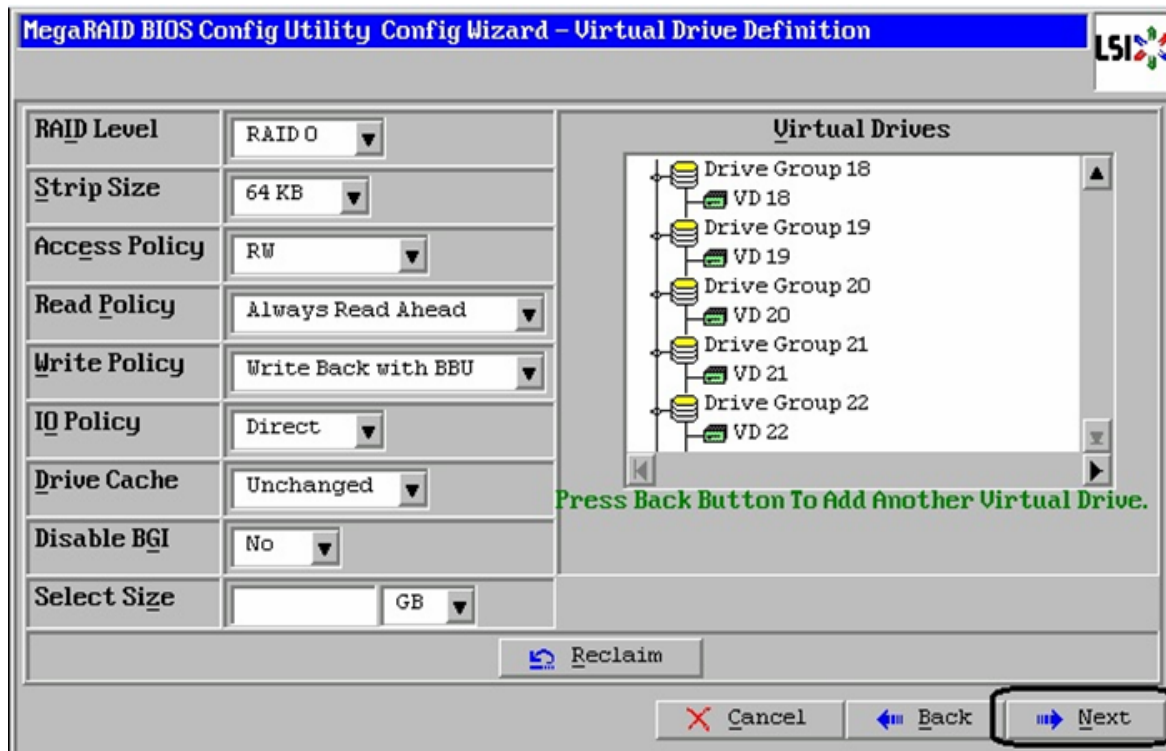 MegaRAID BIOS Config Utility Config Wizard – Virtual Drive Definition
LSI
RAID Level
RAID 0
Strip Size
64 KB
Access Policy
RW
Read Policy
Always Read Ahead
Write Policy
Write Back with BBU
IO Policy
Direct
Drive Cache
Unchanged
Disable BGI
No
Select Size
GB
Virtual Drives
Drive Group 18
VD 18
Drive Group 19
VD 19
Drive Group 20
VD 20
Drive Group 21
VD 21
Drive Group 22
VD 22
Press Back Button To Add Another Virtual Drive.
Reclaim
Cancel
Back
Next